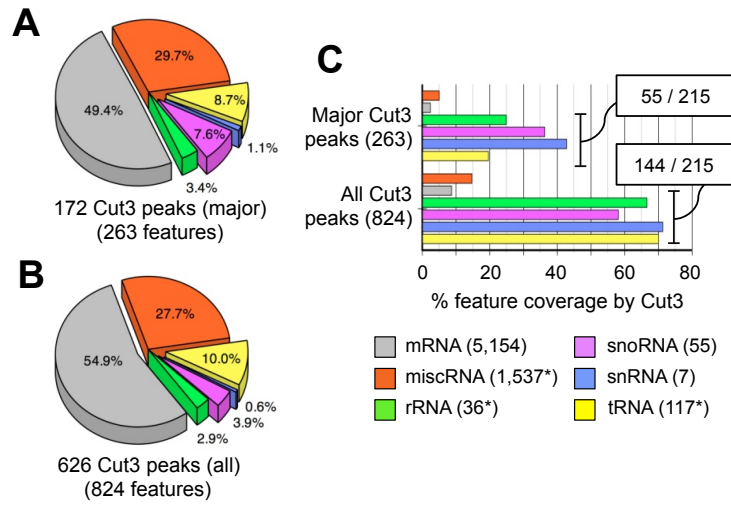 A
29.7%
49.4%
8.7%
7.6%
1.1%
3.4%
172 Cut3 peaks (major)
(263 features)
B
27.7%
54.9%
10.0%
0.6%
3.9%
2.9%
626 Cut3 peaks (all)
(824 features)
C
Major Cut3
peaks (263)
55 / 215
144 / 215
All Cut3
peaks (824)
0 20 40 60 80
% feature coverage by Cut3
mRNA (5,154)
miscRNA (1,537*)
rRNA (36*)
snoRNA (55)
snRNA (7)
tRNA (117*)